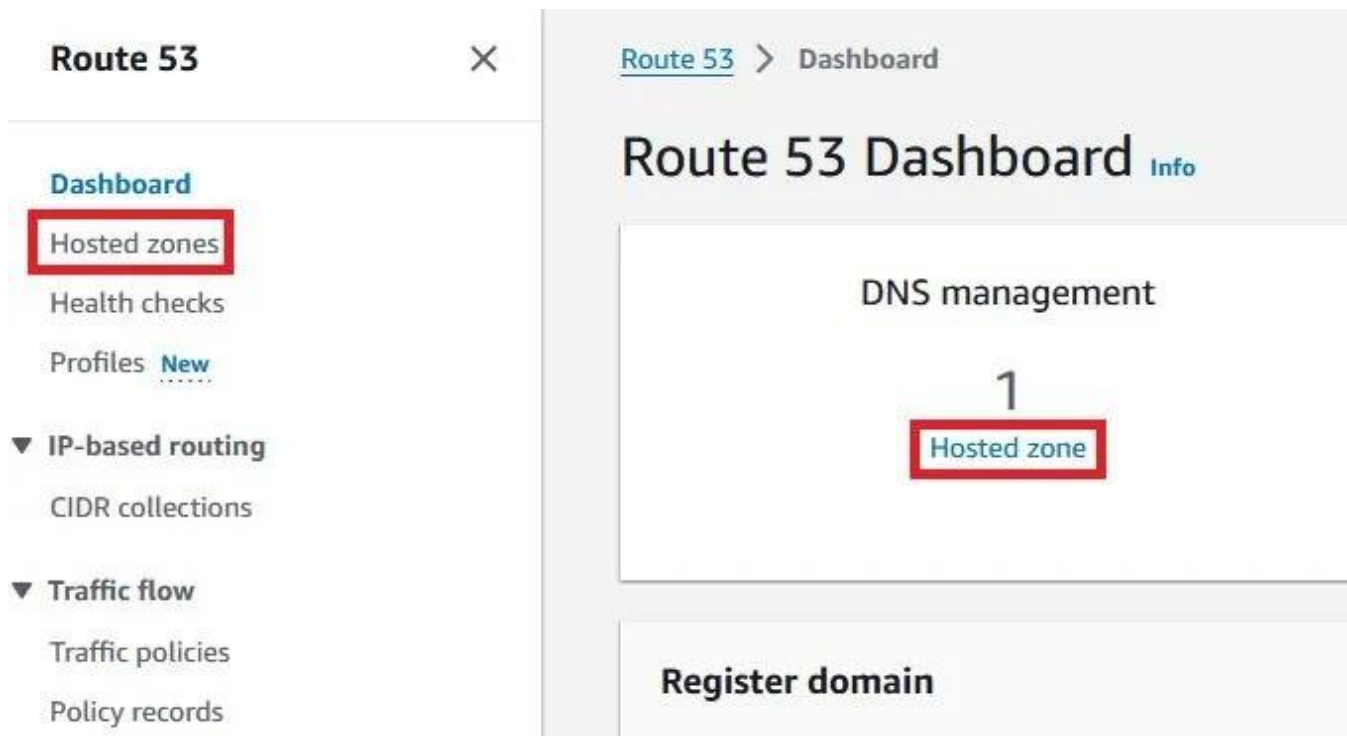 Route 53
Dashboard
Hosted zones
Health checks
Profiles New
IP-based routing
CIDR collections
Traffic flow
Traffic policies
Policy records
Route 53 > Dashboard
Route 53 Dashboard Info
DNS management
1
Hosted zone
Register domain